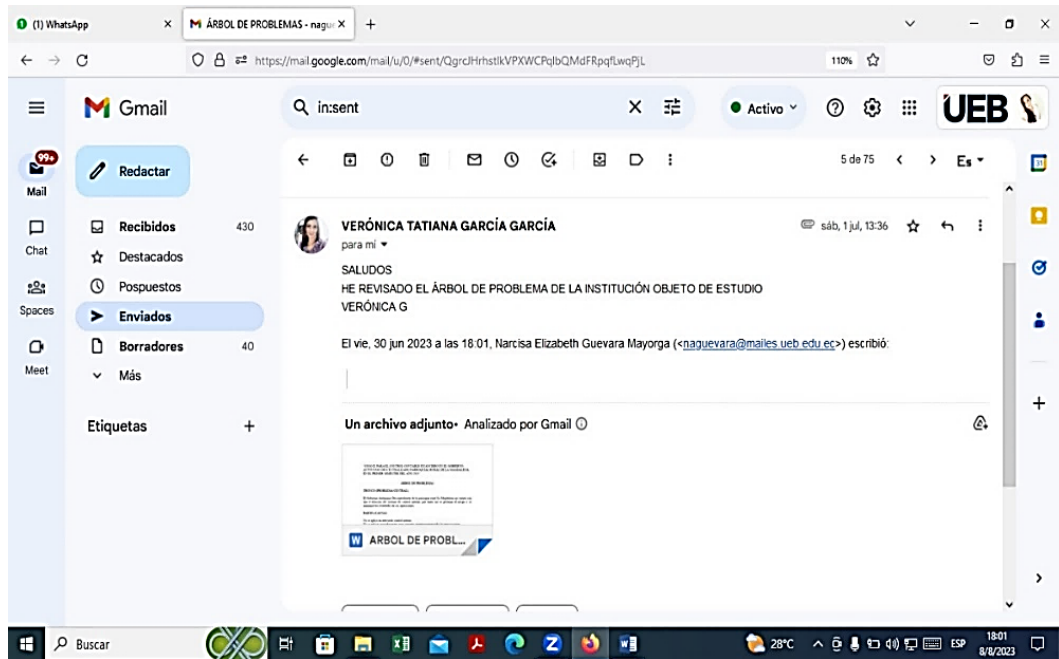 (1) WhatsApp
ÁRBOL DE PROBLEMAS - nagur
https://mail.google.com/mail/u/0/#sent/QgrcJHrhstlkVPXWCPqlbQMdFRpqfLwqPjL
110%
Gmail
in:sent
Activo
UEB
99+
Mail
Redactar
5 de 75
Es
31
Recibidos 430
VERÓNICA TATIANA GARCÍA GARCÍA
sáb, 1 jul, 13:36
para mí
Chat
Destacados
SALUDOS
Pospuestos
HE REVISADO EL ÁRBOL DE PROBLEMA DE LA INSTITUCIÓN OBJETO DE ESTUDIO
Spaces
Enviados
VERÓNICA G
Borradores 40
El vie, 30 jun 2023 a las 18:01, Narcisa Elizabeth Guevara Mayorga (<naguevara@mailes.ueb.edu.ec>) escribió:
Meet
Más
Etiquetas
Un archivo adjunto• Analizado por Gmail
W ARBOL DE PROBL...
Buscar
28°C
ESP
18:01
8/8/2023